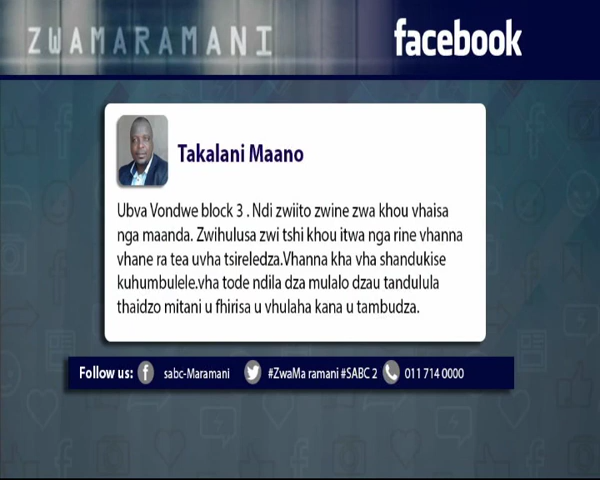 ZWAMARAMANI
facebook
Takalani Maano
Ubva Vondwe block 3 . Ndi zwiito zwine zwa khou vhaisa
nga maanda. Zwihulusa zwi tshi khou itwa nga rine vhanna
vhane ra tea uvha tsireledza.Vhanna kha vha shandukise
kuhumbulele.vha tode ndila dza mulalo dzau tandulula
thaidzo mitani u fhirisa u vhulaha kana u tambudza.
Follow us: sabc-Maramani #ZwaMa ramani #SABC 2 011 714 0000